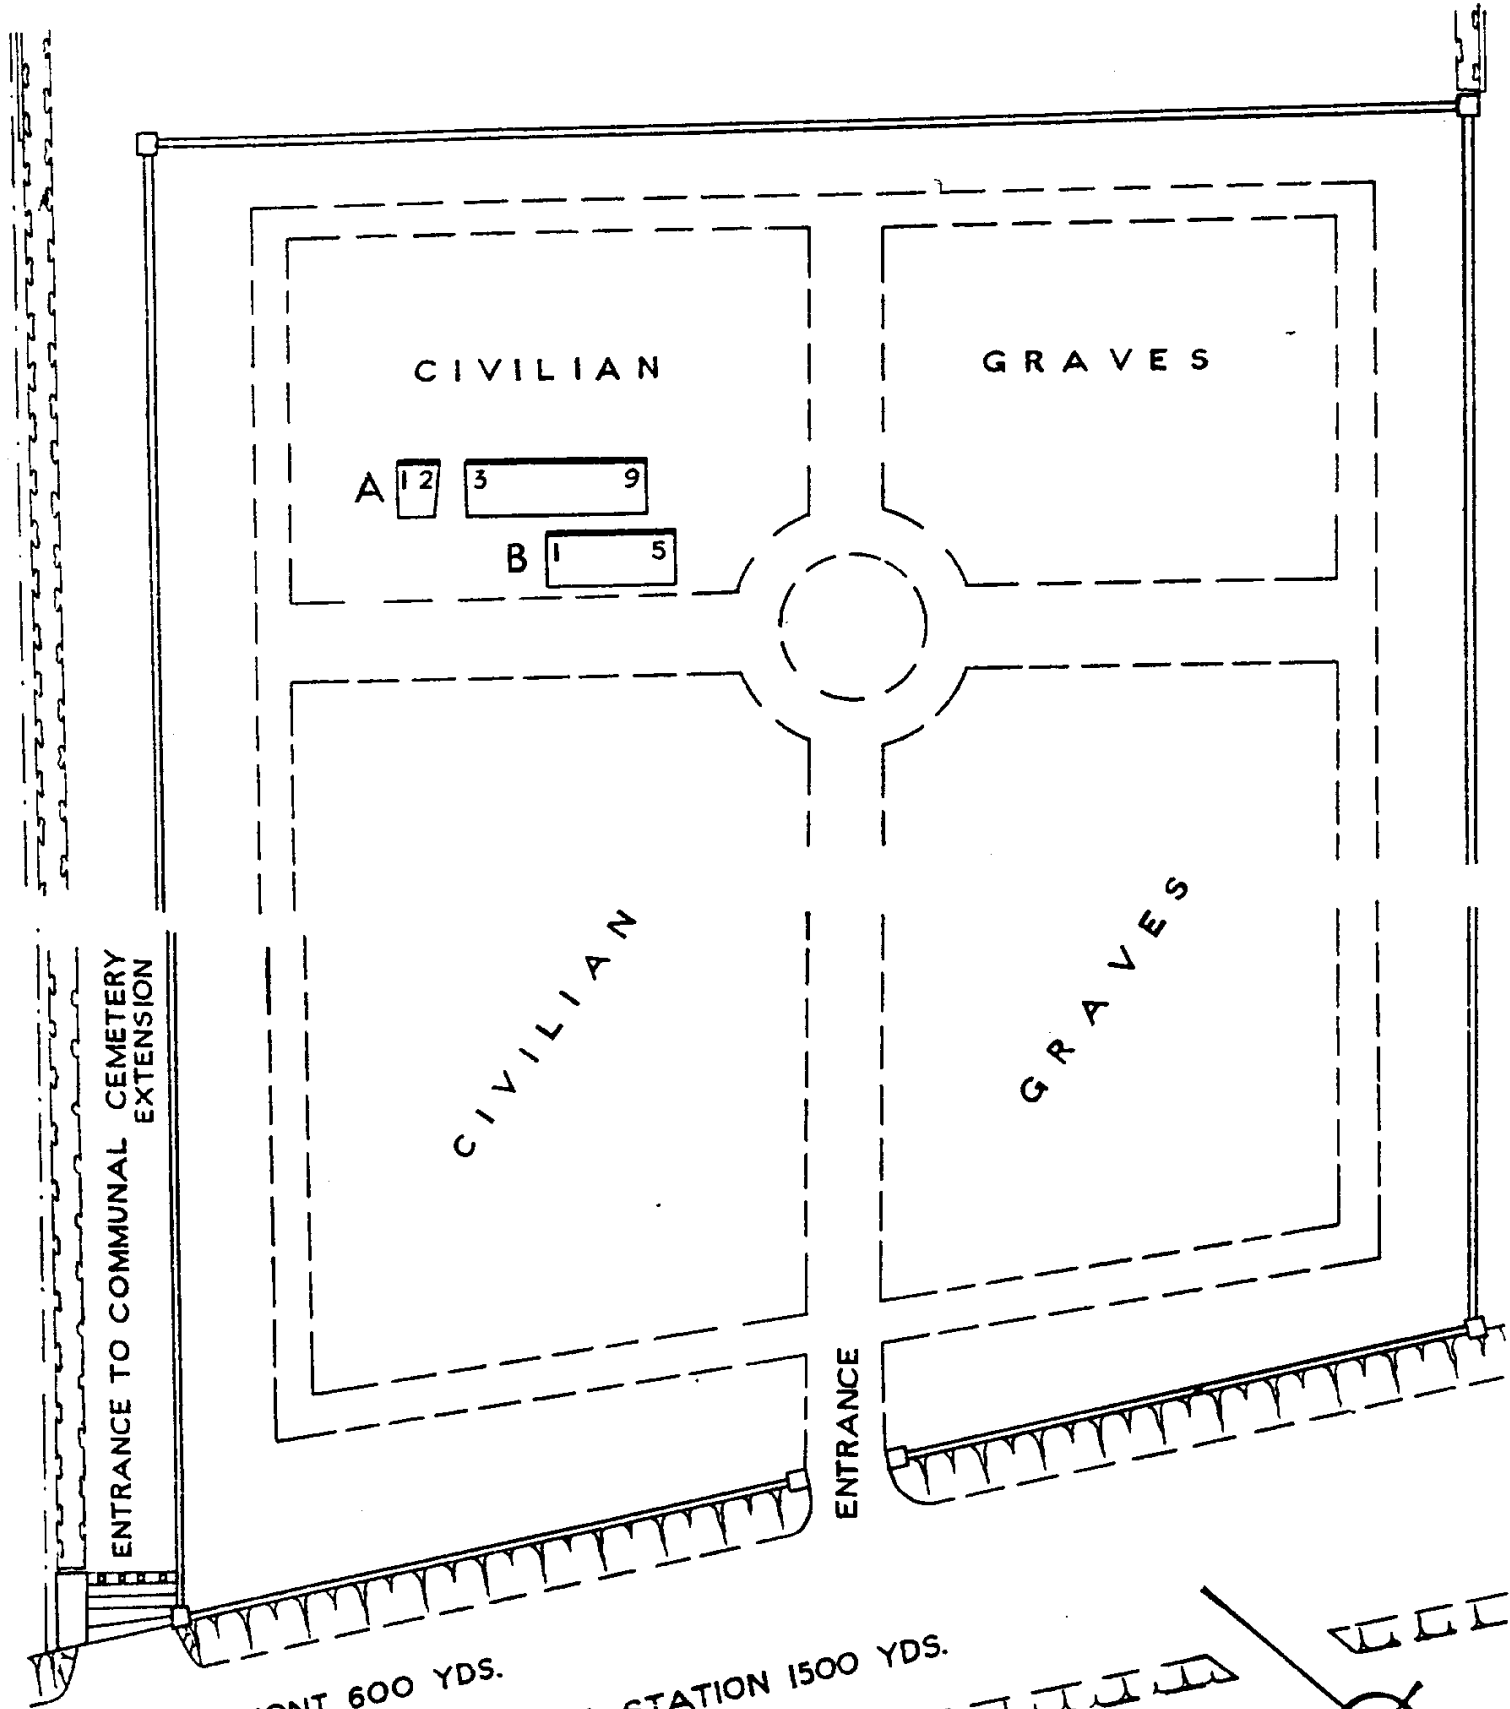 CIVILIAN GRAVES
A 1 2 3 9
B 1 5
CIVILIAN GRAVES
ENTRANCE TO COMMUNAL CEMETERY
EXTENSION
ENTRANCE
600 YDS.
STATION 1500 YDS.